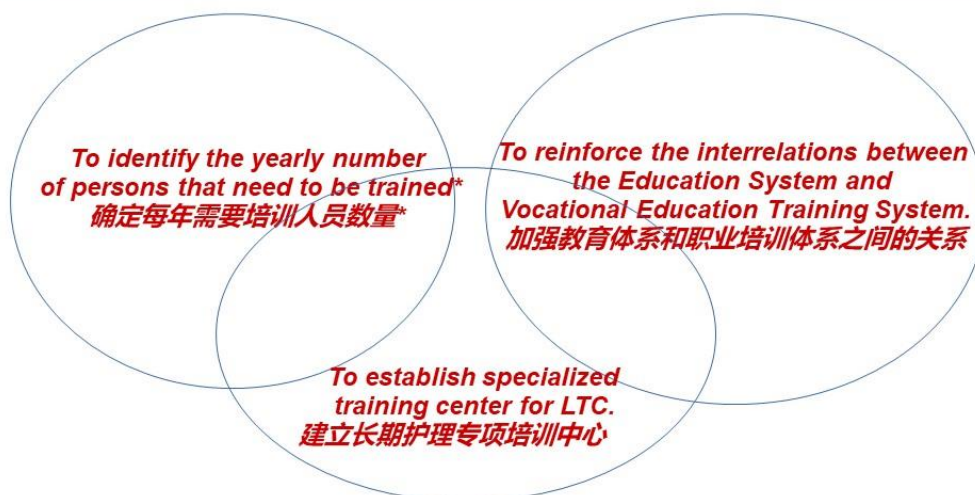 To identify the yearly number
of persons that need to be trained*
确定每年需要培训人员数量*
To reinforce the interrelations between
the Education System and
Vocational Education Training System.
加强教育体系和职业培训体系之间的关系
To establish specialized
training center for LTC.
建立长期护理专项培训中心